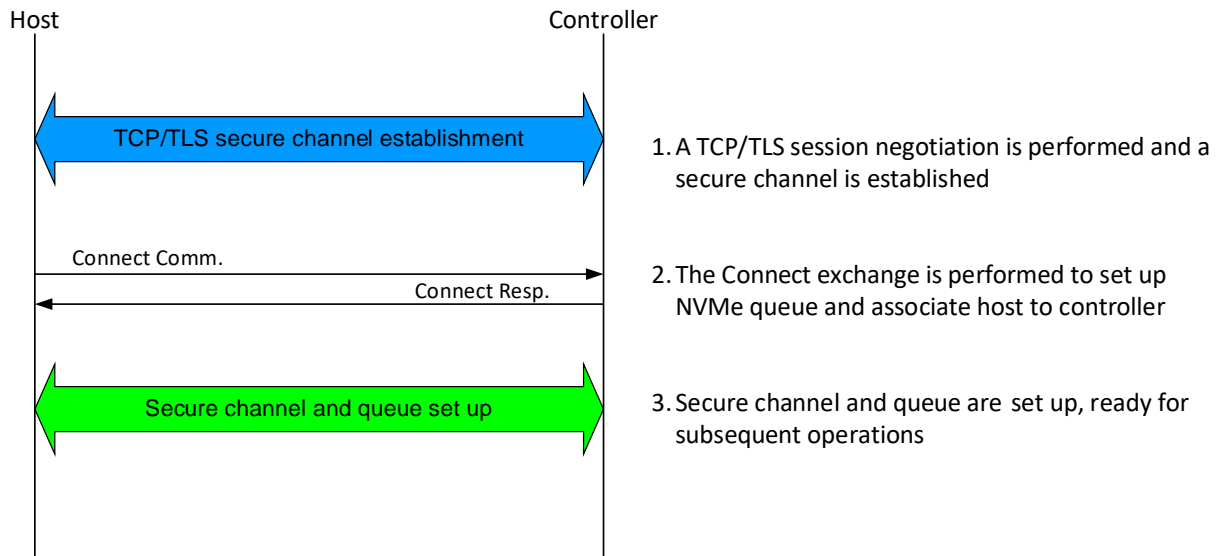 Host
Controller
TCP/TLS secure channel establishment
1. A TCP/TLS session negotiation is performed and a
secure channel is established
Connect Comm.
Connect Resp.
2. The Connect exchange is performed to set up
NVMe queue and associate host to controller
Secure channel and queue set up
3. Secure channel and queue are set up, ready for
subsequent operations